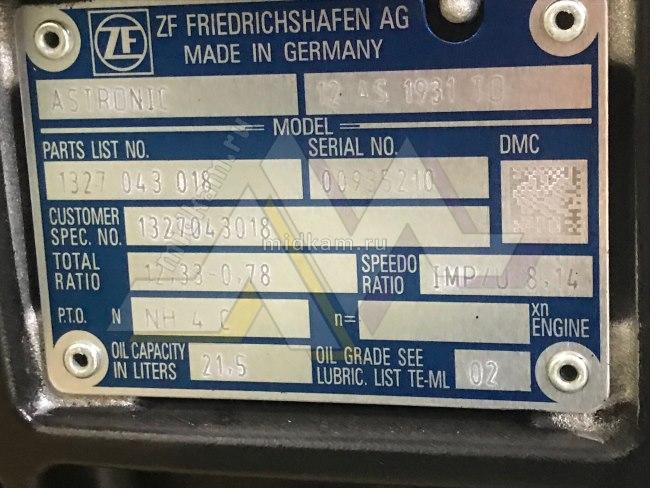 ZF FRIEDRICHSHAFEN AG
ZF
MADE IN GERMANY
ASTRONIC 12 AS 1931 TO
MODEL
PARTS LIST NO. SERIAL NO. DMC
1327 043 018 00935210
CUSTOMER
SPEC. NO. 1327043018
midkam.ru
midkam.ru
TOTAL
RATIO 12,33-0,78 SPEEDO
RATIO IMP/U 8,14
P.T.O. N NH 4 C n= xn
ENGINE
OIL CAPACITY
IN LITERS 21,5 OIL GRADE SEE
LUBRIC. LIST TE-ML 02